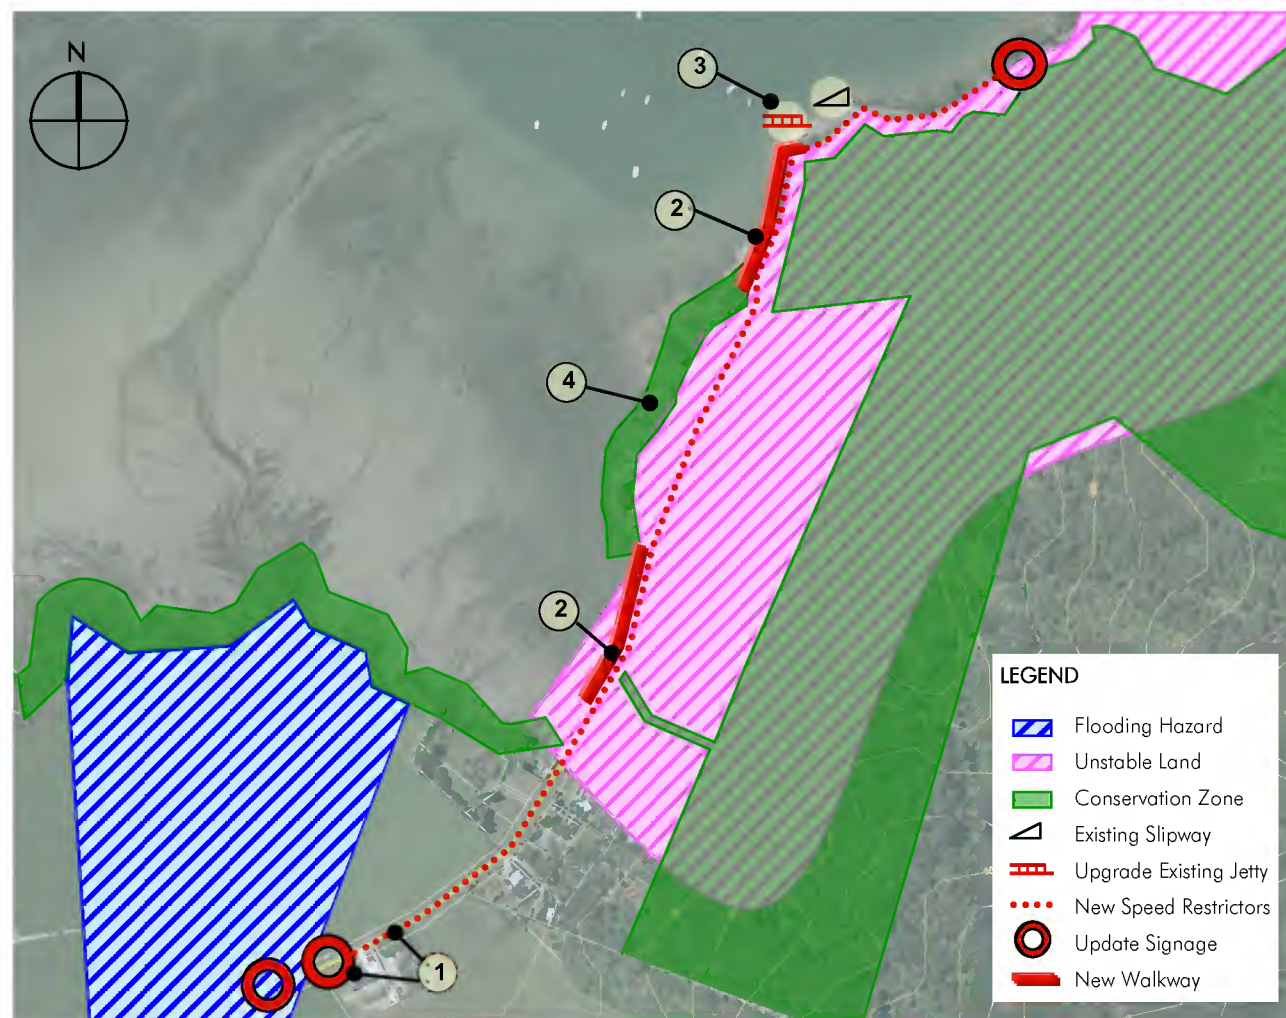 N
3
2
4
2
1
LEGEND
Flooding Hazard
Unstable Land
Conservation Zone
Existing Slipway
Upgrade Existing Jetty
New Speed Restrictors
Update Signage
New Walkway